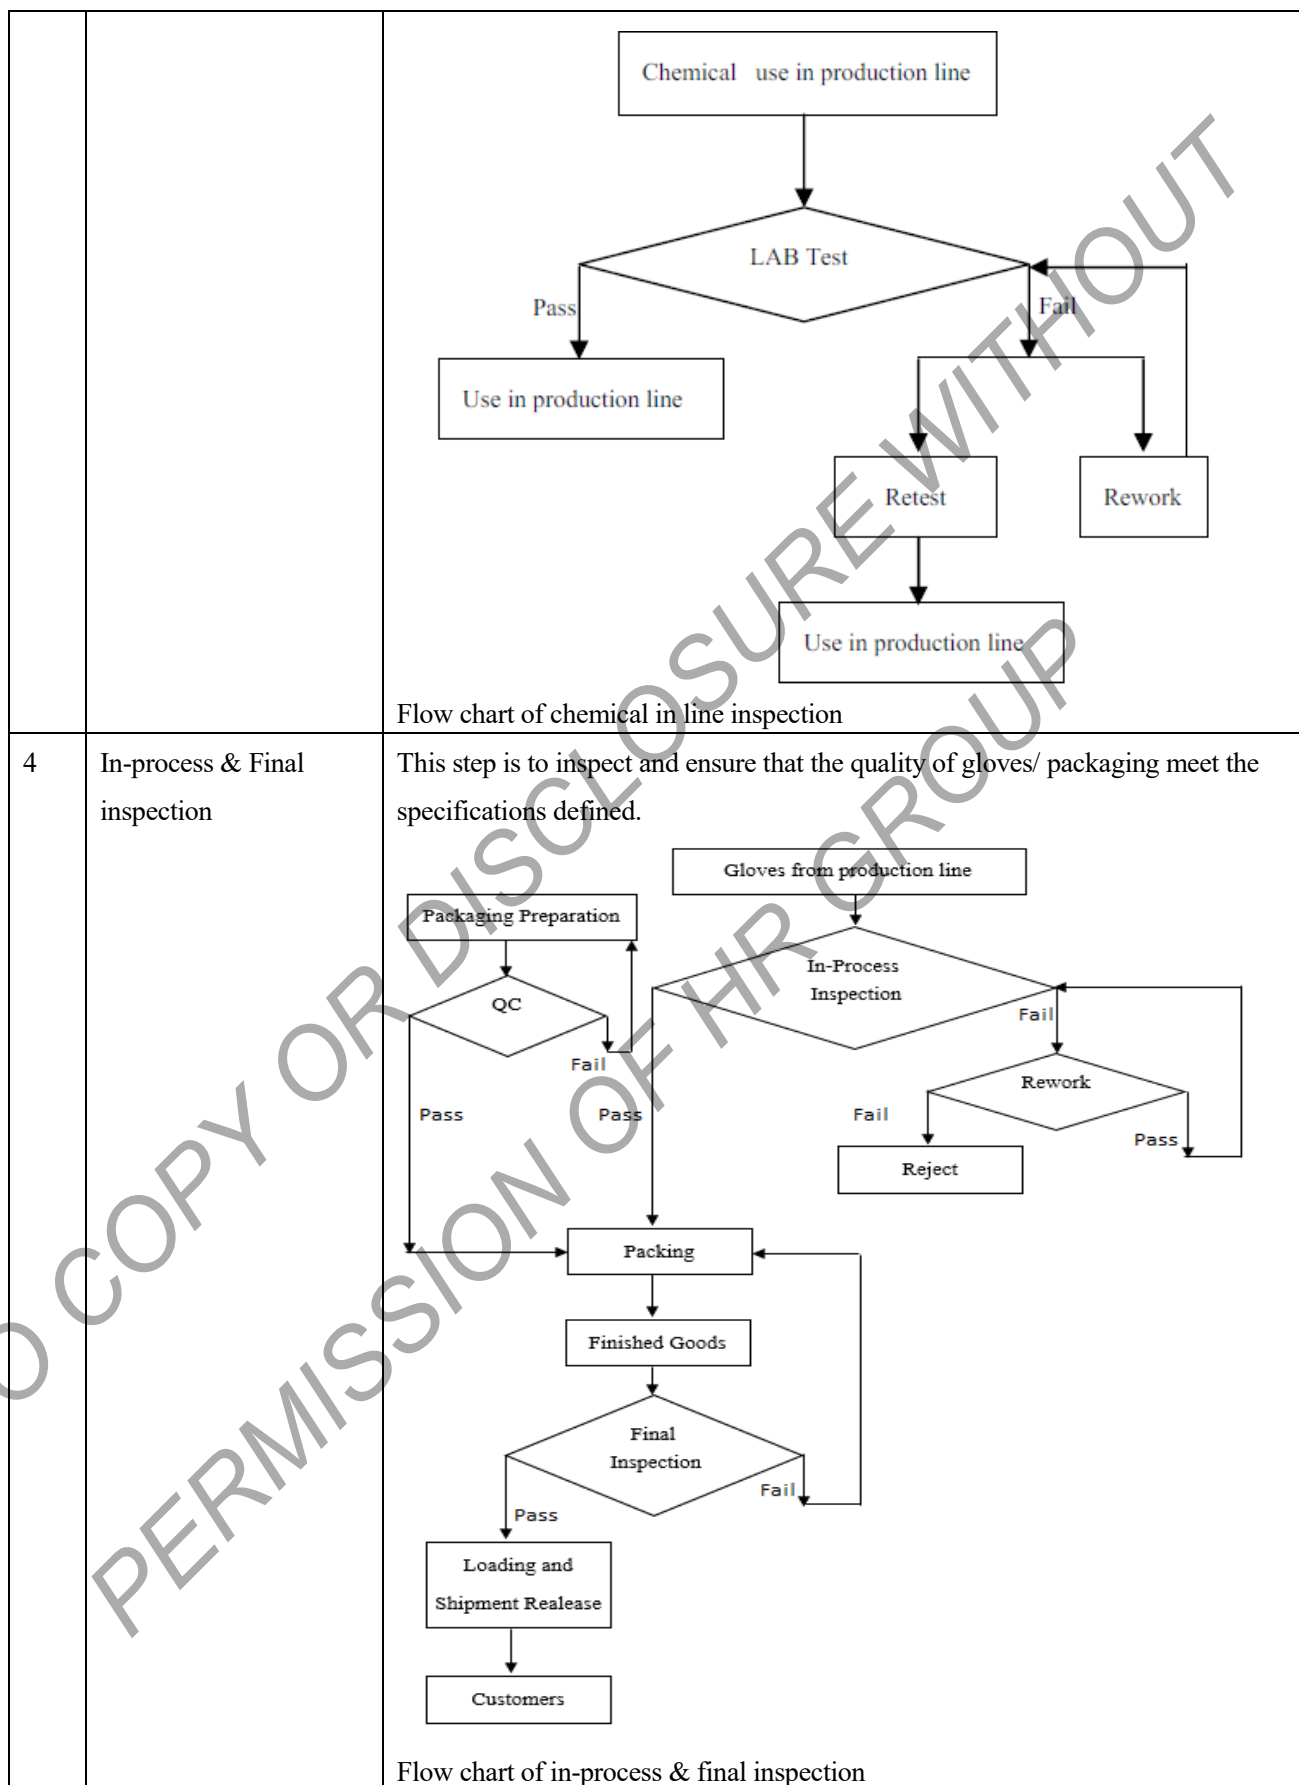 Chemical use in production line
LAB Test
Pass
Fail
Use in production line
Retest
Rework
Use in production line
Flow chart of chemical in line inspection
4
In-process & Final
inspection
This step is to inspect and ensure that the quality of gloves/ packaging meet the
specifications defined.
Gloves from production line
Packaging Preparation
In-Process
Inspection
QC
Fail
Fail
Rework
Pass
Pass
Fail
Pass
Reject
Packing
Finished Goods
Final
Inspection
Fail
Pass
Loading and
Shipment Realease
Customers
Flow chart of in-process & final inspection
O COPY OR DISCLOSURE WITHOUT
PERMISSION OF HR GROUP